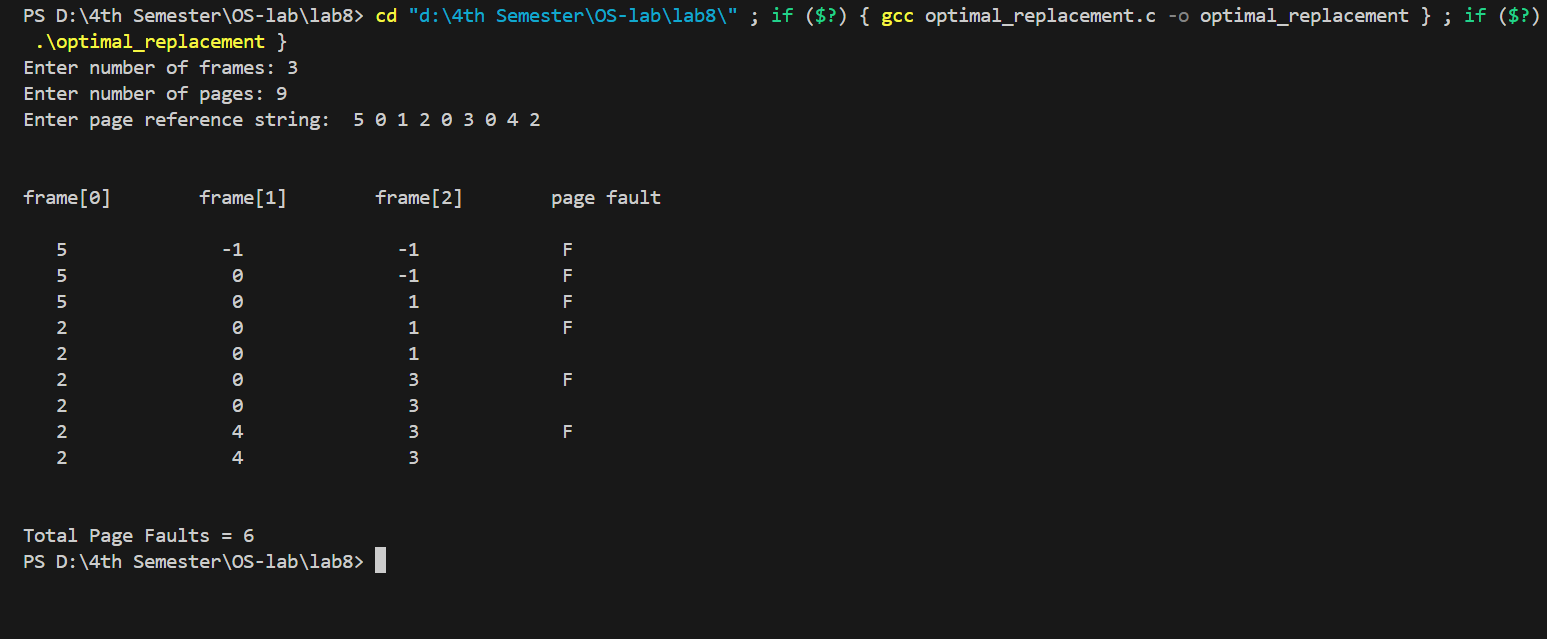 PS D:\4th Semester\OS-lab\lab8> cd "d:\4th Semester\OS-lab\lab8\" ; if ($?) { gcc optimal_replacement.c -o optimal_replacement } ; if ($?)
.\optimal_replacement }
Enter number of frames: 3
Enter number of pages: 9
Enter page reference string:  5 0 1 2 0 3 0 4 2
frame[0]        frame[1]        frame[2]        page fault
5               -1              -1             F
5                0              -1             F
5                0               1             F
2                0               1             F
2                0               1
2                0               3             F
2                0               3
2                4               3             F
2                4               3
Total Page Faults = 6
PS D:\4th Semester\OS-lab\lab8>